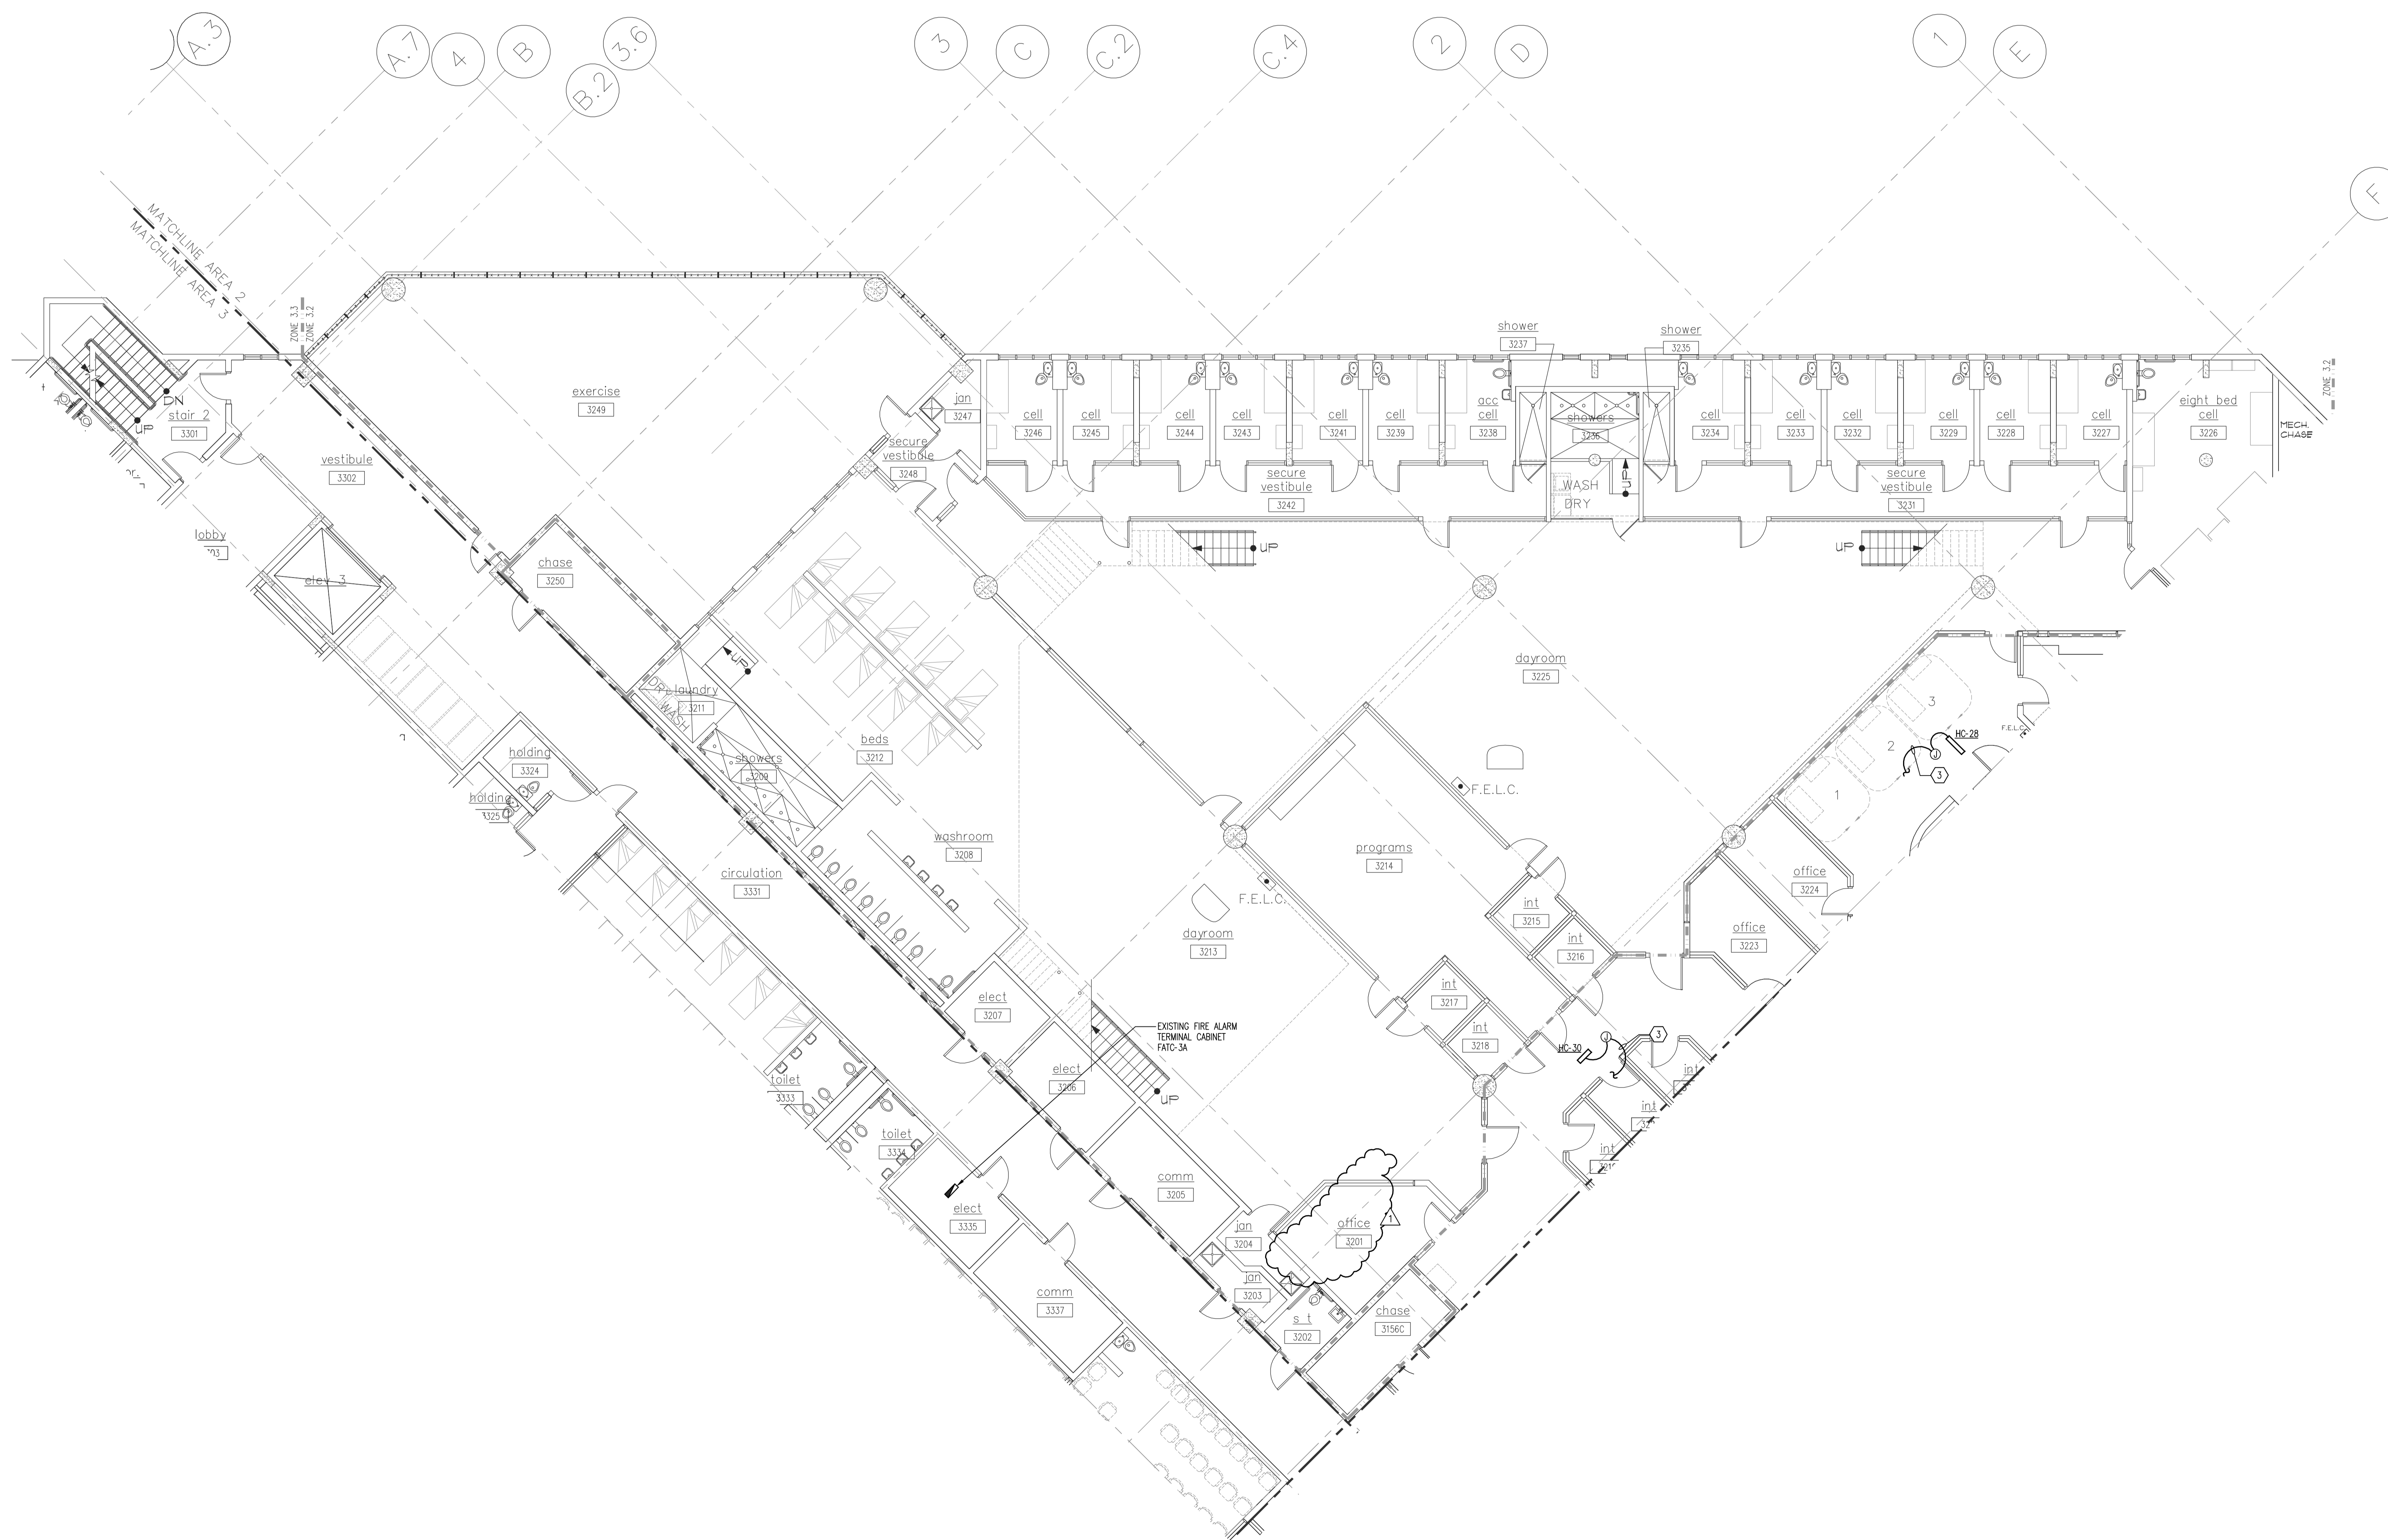 A.3
A.7
4
B
B.2
3.6
3
C
C.2
C.4
2
D
1
E
F
MATCHLINE AREA 2
MATCHLINE AREA 3
ZONE 3.3
ZONE 3.2
ZONE 3.2
DN
UP
stair 2
3301
vestibule
3302
lobby
elev 3
exercise
3249
chase
3250
jan
3247
secure
vestibule
3248
cell
3246
cell
3245
cell
3244
cell
3243
cell
3241
cell
3239
acc
cell
3238
shower
3237
shower
3235
showers
3236
cell
3234
cell
3233
cell
3232
cell
3229
cell
3228
cell
3227
eight bed
cell
3226
MECH.
CHASE
secure
vestibule
3242
WASH
DRY
UP
secure
vestibule
3231
UP
UP
UP
laundry
3211
DRY
WASH
showers
3209
beds
3212
washroom
3208
circulation
3331
holding
3324
holding
3325
dayroom
3225
F.E.L.C.
programs
3214
F.E.L.C.
dayroom
3213
int
3215
int
3216
int
3217
int
3218
3
2
1
HC-28
J
3
F.E.L.C.
office
3224
office
3223
HC-30
J
3
int
int
int
elect
3207
elect
3206
EXISTING FIRE ALARM
TERMINAL CABINET
FATC-3A
UP
toilet
3333
toilet
3334
elect
3335
comm
3337
comm
3205
jan
3204
jan
3203
office
3201
1
s t
3202
chase
3156C